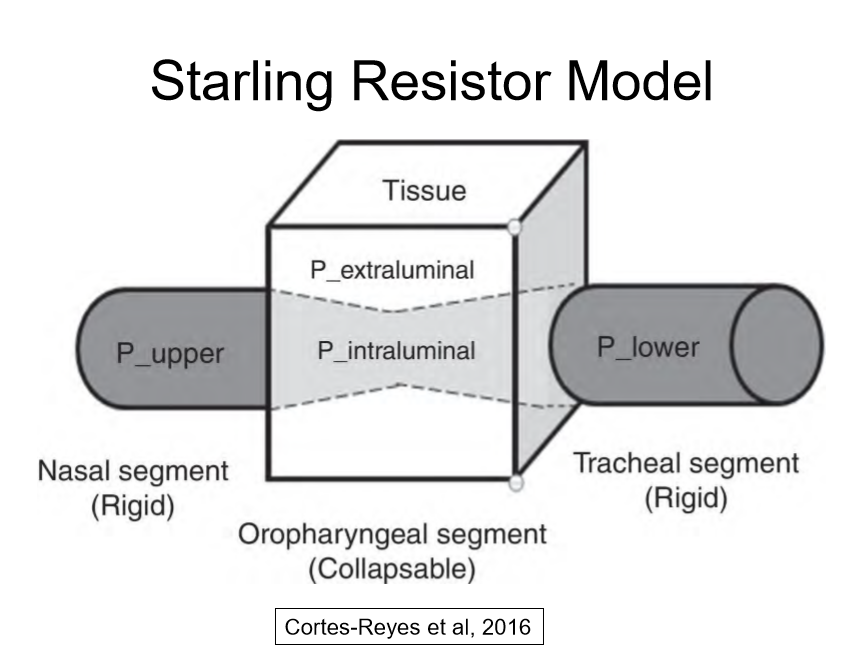 Starling Resistor Model
Tissue
P_extraluminal
P_upper
P_intraluminal
P_lower
Nasal segment
(Rigid)
Tracheal segment
(Rigid)
Oropharyngeal segment
(Collapsable)
Cortes-Reyes et al, 2016